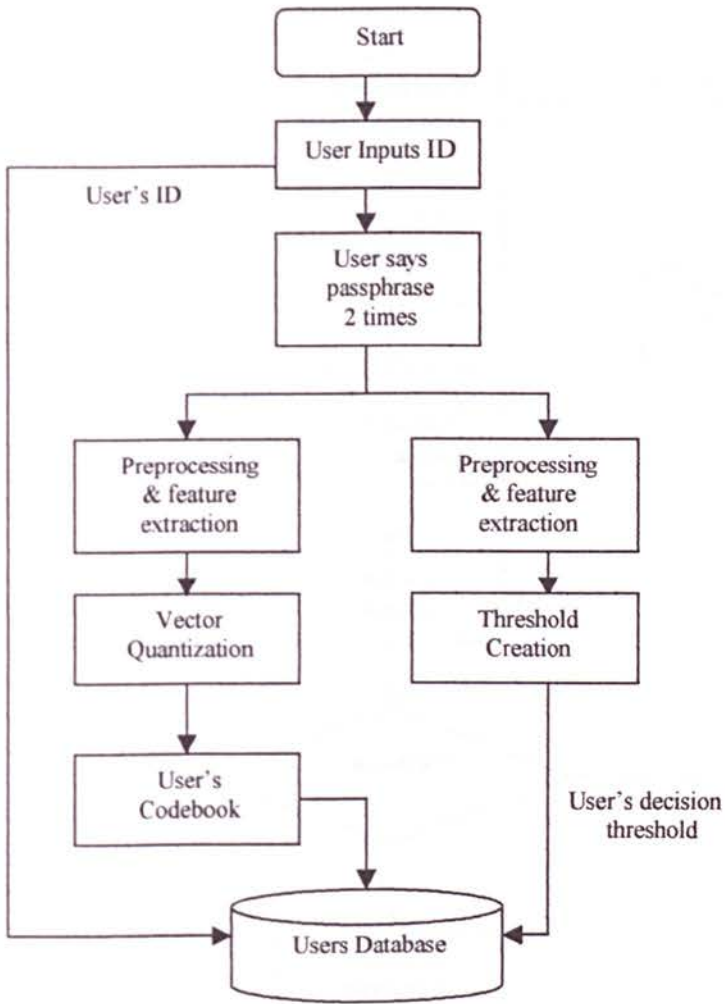 Start
User Inputs ID
User's ID
User says
passphrase
2 times
Preprocessing
& feature
extraction
Preprocessing
& feature
extraction
Vector
Quantization
Threshold
Creation
User's
Codebook
User's decision
threshold
Users Database